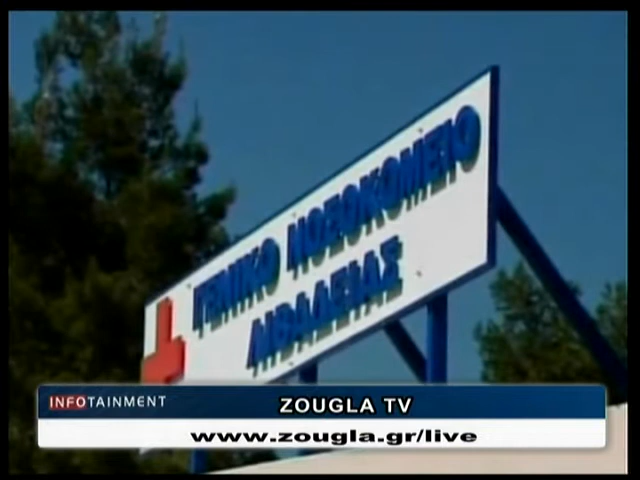 ΓΕΝΙΚΟ ΝΟΣΟΚΟΜΕΙΟ
ΛΙΒΑΔΕΙΑΣ
INFOTAINMENT
ZOUGLA TV
www.zougla.gr/live